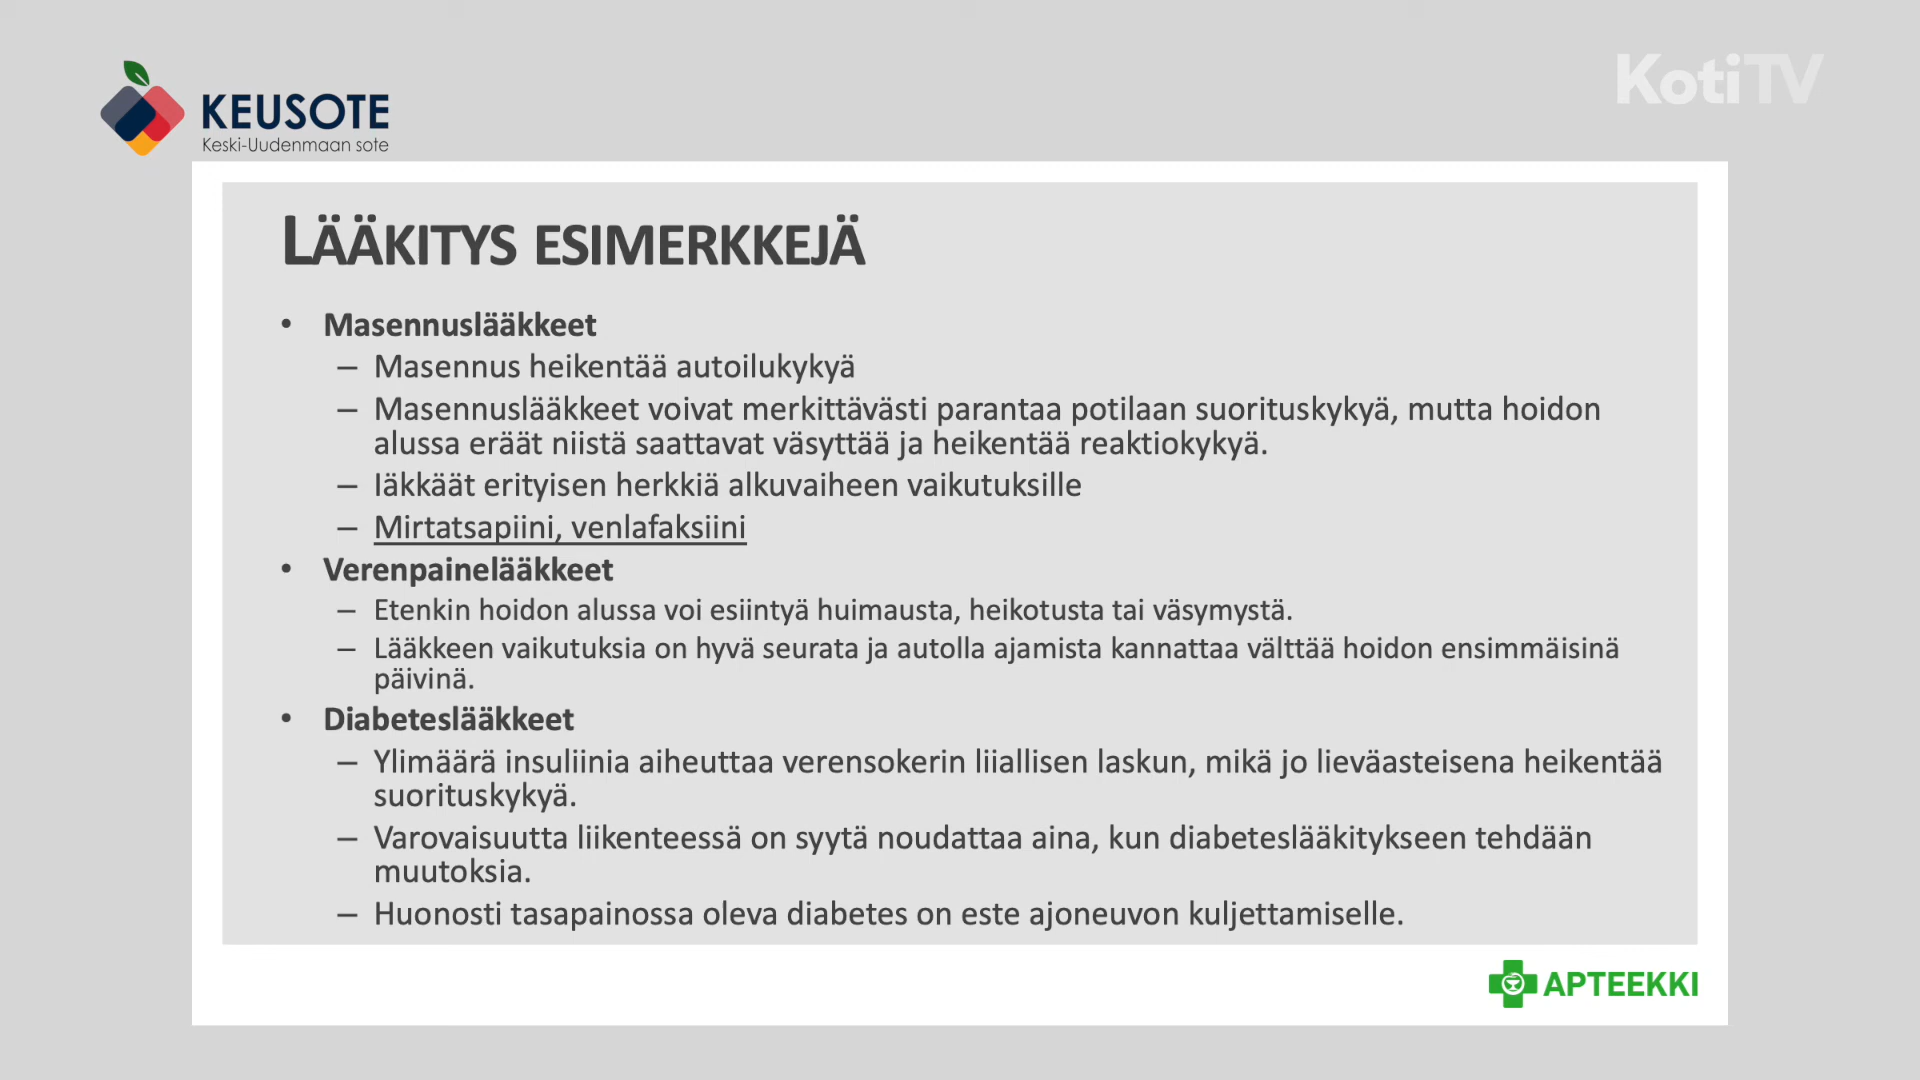 KEUSOTE
Keski-Uudenmaan sote
KotiTV
LÄÄKITYS ESIMERKKEJÄ
• Masennuslääkkeet
– Masennus heikentää autoilukykyä
– Masennuslääkkeet voivat merkittävästi parantaa potilaan suorituskykyä, mutta hoidon
alussa eräät niistä saattavat väsyttää ja heikentää reaktiokykyä.
– Iäkkäät erityisen herkkiä alkuvaiheen vaikutuksille
– Mirtatsapiini, venlafaksiini
• Verenpainelääkkeet
– Etenkin hoidon alussa voi esiintyä huimausta, heikotusta tai väsymystä.
– Lääkkeen vaikutuksia on hyvä seurata ja autolla ajamista kannattaa välttää hoidon ensimmäisinä
päivinä.
• Diabeteslääkkeet
– Ylimäärä insuliinia aiheuttaa verensokerin liiallisen laskun, mikä jo lieväasteisena heikentää
suorituskykyä.
– Varovaisuutta liikenteessä on syytä noudattaa aina, kun diabeteslääkitykseen tehdään
muutoksia.
– Huonosti tasapainossa oleva diabetes on este ajoneuvon kuljettamiselle.
APTEEKKI